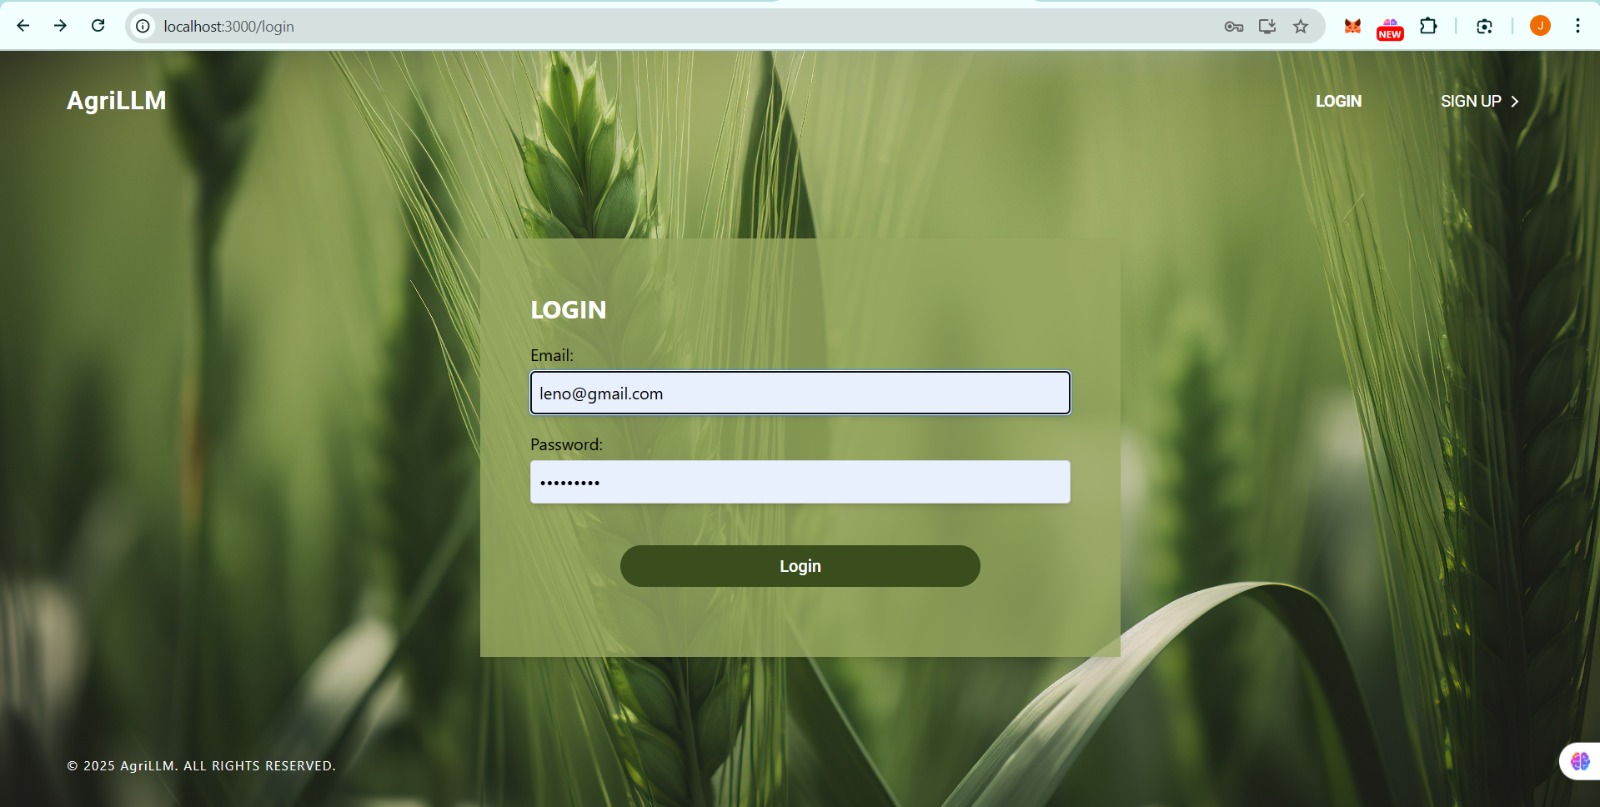 localhost:3000/login
NEW
J
AgriLLM
LOGIN
SIGN UP
LOGIN
Email:
leno@gmail.com
Password:
•••••••••
Login
© 2025 AgriLLM. ALL RIGHTS RESERVED.